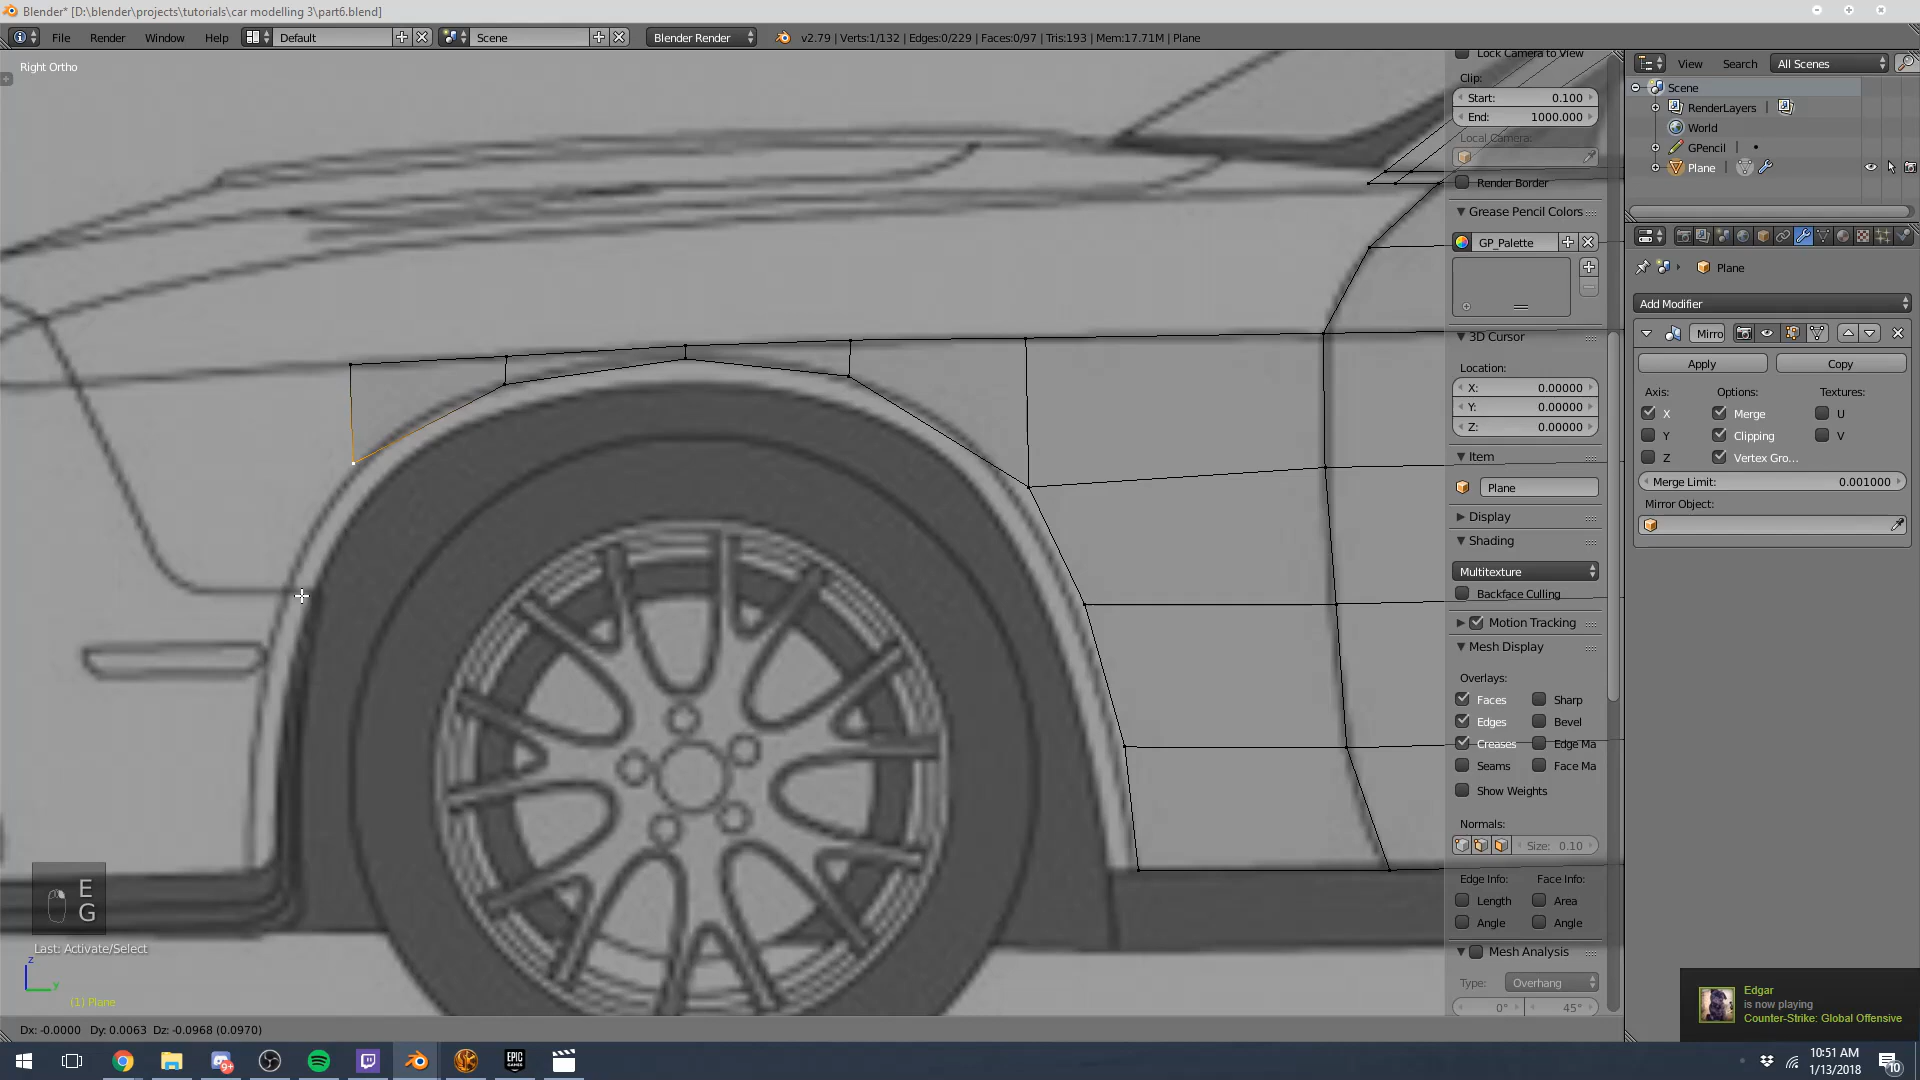 Blender* [D:\blender\projects\tutorials\car modelling 3\part6.blend]
File Render Window Help Default Scene Blender Render v2.79 | Verts:1/132 | Edges:0/229 | Faces:0/97 | Tris:193 | Mem:17.71M | Plane
Right Ortho
Lock Camera to View
Clip:
Start: 0.100
End: 1000.000
Local Camera:
Render Border
Grease Pencil Colors
GP_Palette
3D Cursor
Location:
X: 0.00000
Y: 0.00000
Z: 0.00000
Item
Plane
Display
Shading
Multitexture
Backface Culling
Motion Tracking
Mesh Display
Overlays:
Faces Sharp
Edges Bevel
Creases Edge Ma
Seams Face Ma
Show Weights
Normals:
Size: 0.10
Edge Info: Face Info:
Length Area
Angle Angle
Mesh Analysis
Type: Overhang
0° 45°
View Search All Scenes
Scene
RenderLayers
World
GPencil
Plane
Plane
Add Modifier
Mirro
Apply Copy
Axis: Options: Textures:
X Merge U
Y Clipping V
Z Vertex Gro...
Merge Limit: 0.001000
Mirror Object:
E
G
Last: Activate/Select
z
y
(1) Plane
Dx: -0.0000 Dy: 0.0063 Dz: -0.0968 (0.0970)
Edgar
is now playing
Counter-Strike: Global Offensive
9+
EPIC
GAMES
10:51 AM
1/13/2018
10